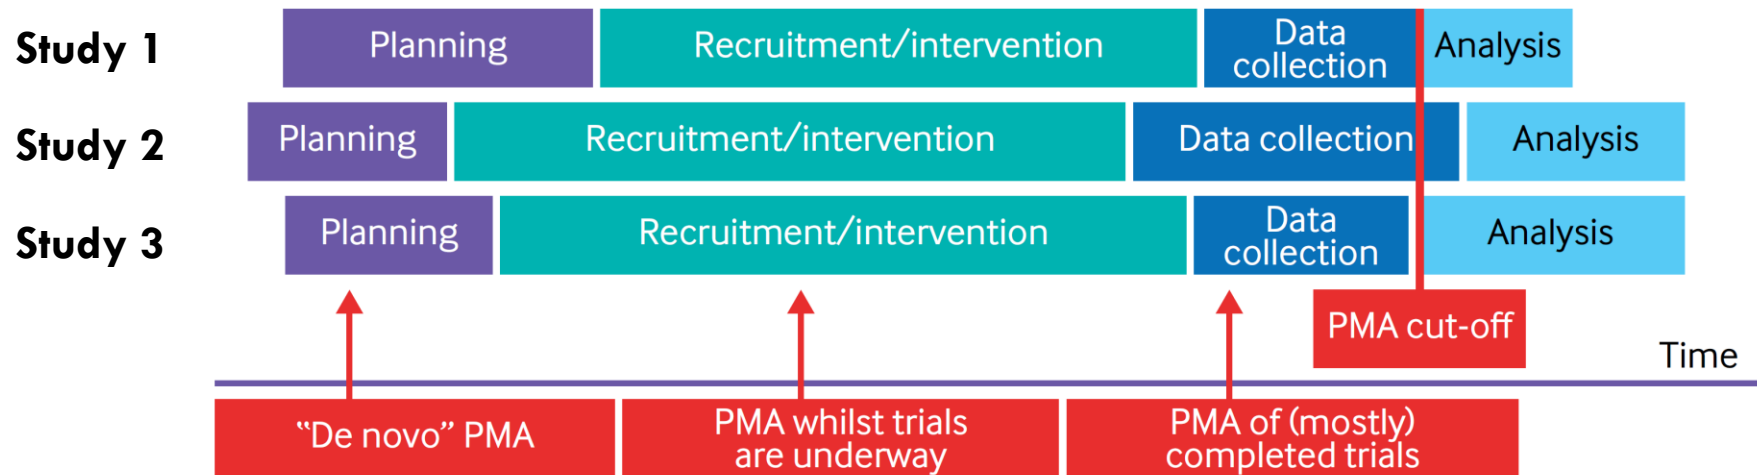 Study 1
Planning
Recruitment/intervention
Data
collection
Analysis
Study 2
Planning
Recruitment/intervention
Data collection
Analysis
Study 3
Planning
Recruitment/intervention
Data
collection
Analysis
PMA cut-off
Time
“De novo” PMA
PMA whilst trials
are underway
PMA of (mostly)
completed trials